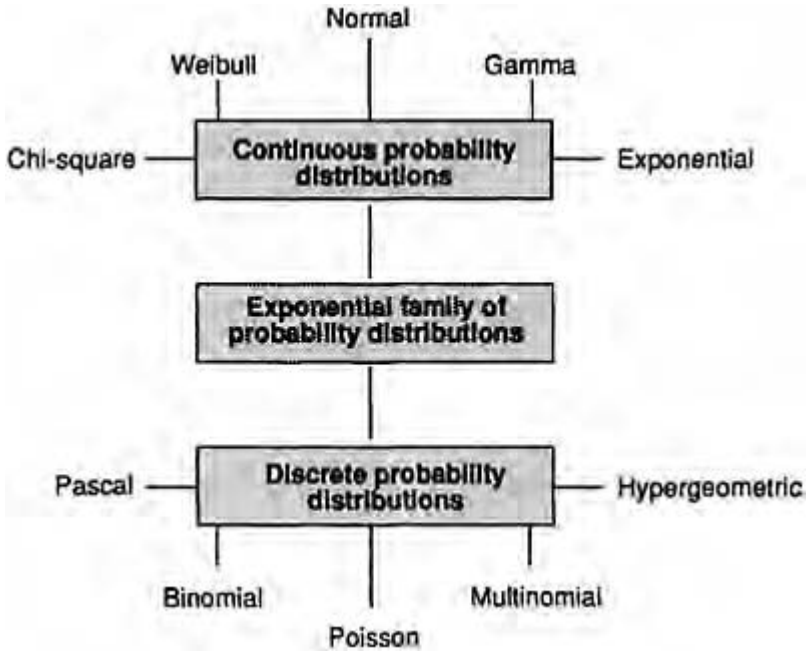 Normal
Weibull
Gamma
Chi-square
Continuous probability
distributions
Exponential
Exponential family of
probability distributions
Pascal
Discrete probability
distributions
Hypergeometric
Binomial
Multinomial
Poisson